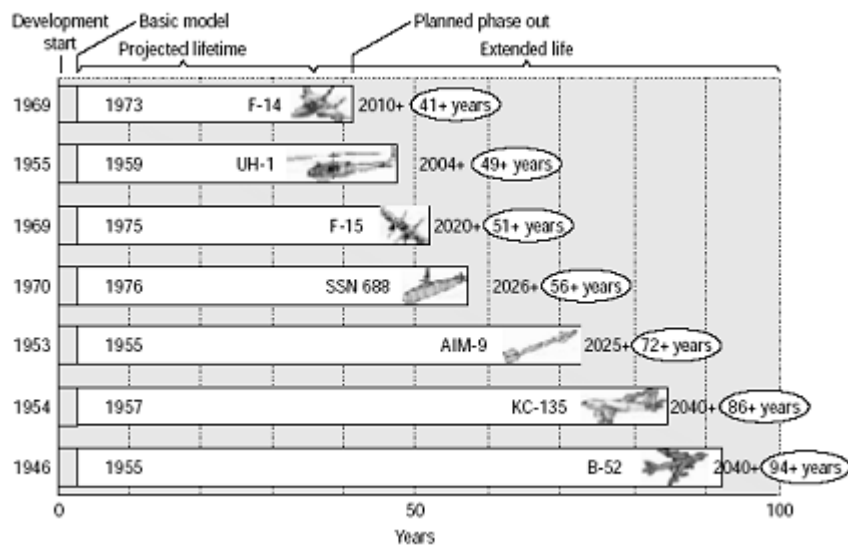 Development start
Basic model
Planned phase out
Projected lifetime
Extended life
1969 1973 F-14 2010+ 41+ years
1955 1959 UH-1 2004+ 49+ years
1969 1975 F-15 2020+ 51+ years
1970 1976 SSN 688 2026+ 56+ years
1953 1955 AIM-9 2025+ 72+ years
1954 1957 KC-135 2040+ 86+ years
1946 1955 B-52 2040+ 94+ years
0 50 100
Years